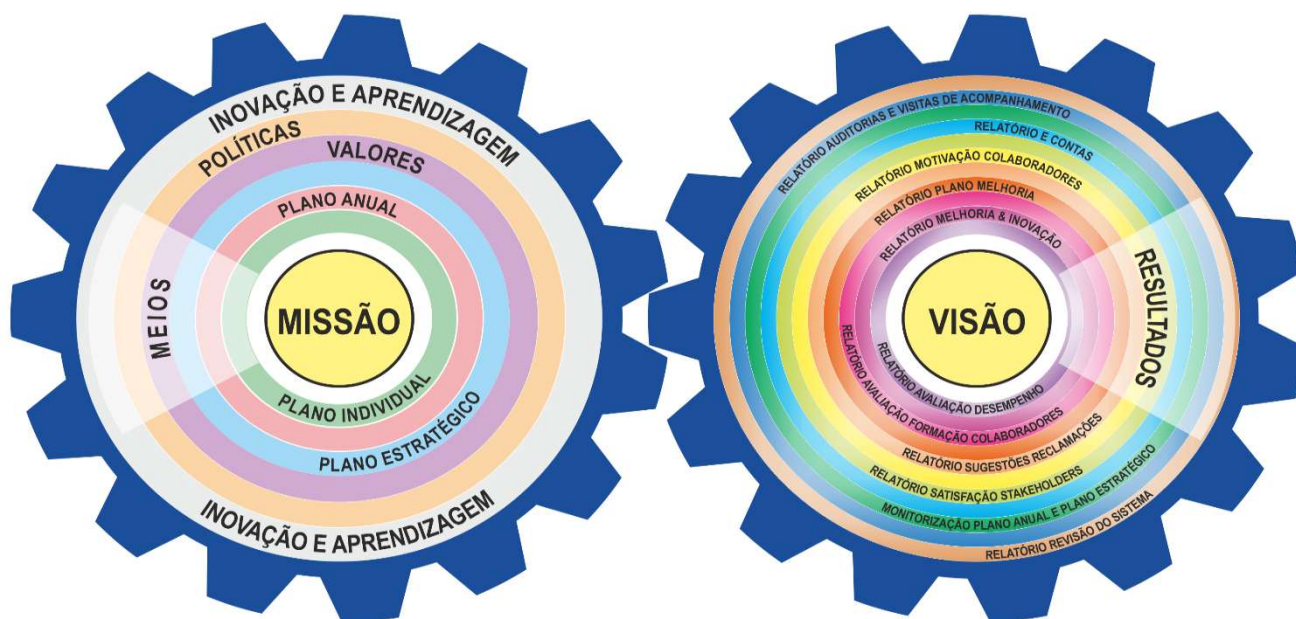 INOVAÇÃO E APRENDIZAGEM
POLÍTICAS
VALORES
PLANO ANUAL
MEIOS
MISSÃO
PLANO INDIVIDUAL
PLANO ESTRATÉGICO
INOVAÇÃO E APRENDIZAGEM
RELATÓRIO AUDITORIAS E VISITAS DE ACOMPANHAMENTO
RELATÓRIO E CONTAS
RELATÓRIO MOTIVAÇÃO COLABORADORES
RELATÓRIO PLANO MELHORIA
RELATÓRIO MELHORIA & INOVAÇÃO
VISÃO
RESULTADOS
RELATÓRIO AVALIAÇÃO DESEMPENHO
RELATÓRIO AVALIAÇÃO FORMAÇÃO COLABORADORES
RELATÓRIO SUGESTÕES RECLAMAÇÕES
RELATÓRIO SATISFAÇÃO STAKEHOLDERS
MONITORIZAÇÃO PLANO ANUAL E PLANO ESTRATÉGICO
RELATÓRIO REVISÃO DO SISTEMA